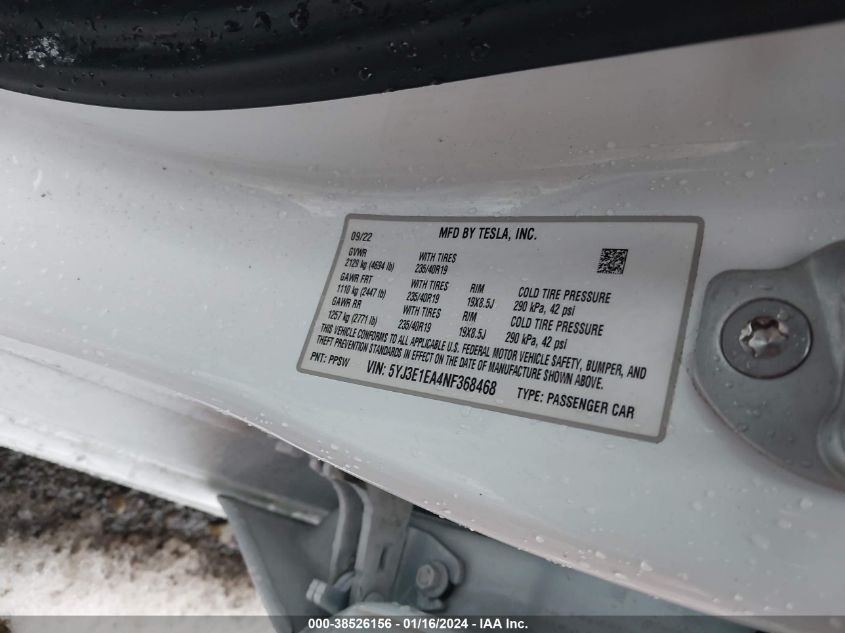 09/22 MFD BY TESLA, INC.
GVWR WITH TIRES
2129 kg (4694 lb) 235/40R19
GAWR FRT WITH TIRES RIM COLD TIRE PRESSURE
1110 kg (2447 lb) 235/40R19 19X8.5J 290 kPa, 42 psi
GAWR RR WITH TIRES RIM COLD TIRE PRESSURE
1257 kg (2771 lb) 235/40R19 19X8.5J 290 kPa, 42 psi
THIS VEHICLE CONFORMS TO ALL APPLICABLE U.S. FEDERAL MOTOR VEHICLE SAFETY, BUMPER, AND
THEFT PREVENTION STANDARDS IN EFFECT ON THE DATE OF MANUFACTURE SHOWN ABOVE.
PNT: PPSW VIN: 5YJ3E1EA4NF368468 TYPE: PASSENGER CAR
000-38526156 - 01/16/2024 - IAA Inc.